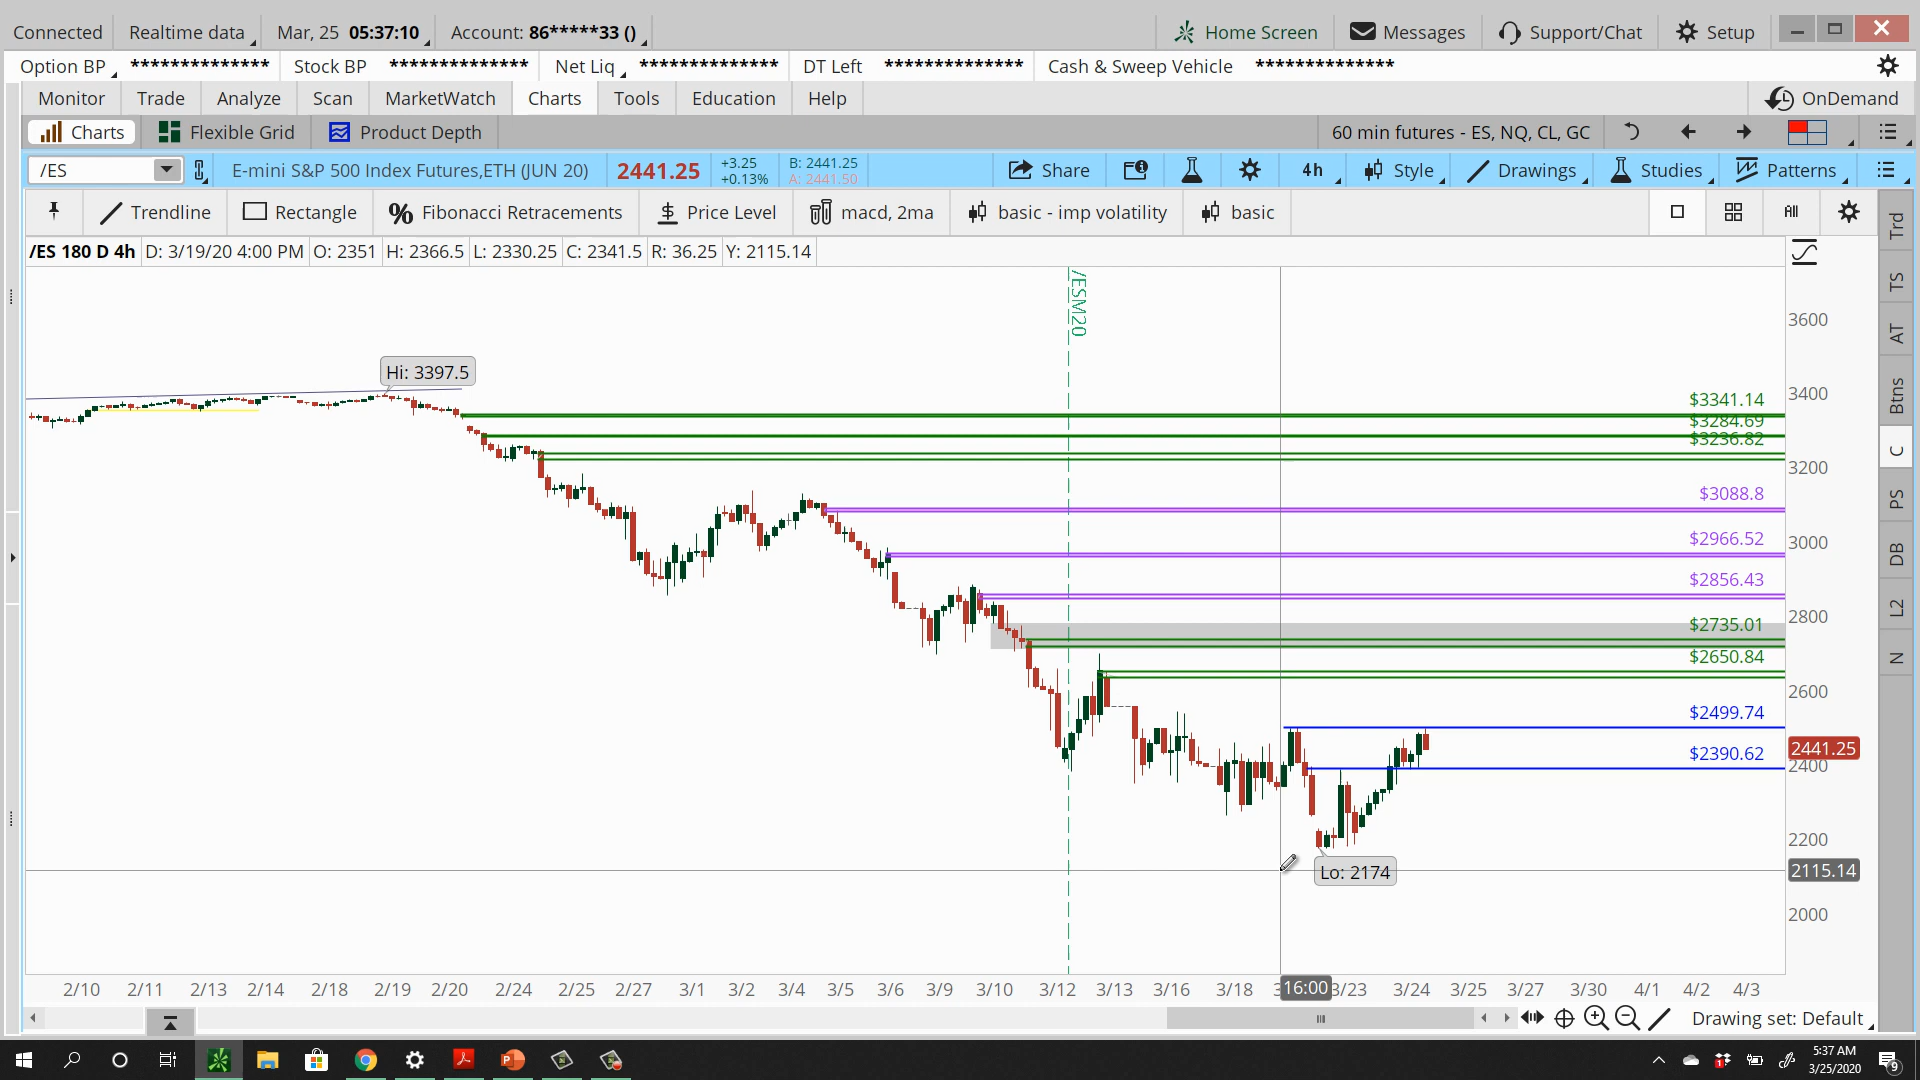 Connected Realtime data Mar, 25 05:37:10 Account: 86*****33 () Home Screen Messages Support/Chat Setup
Option BP ************** Stock BP ************** Net Liq ************** DT Left ************** Cash & Sweep Vehicle **************
Monitor Trade Analyze Scan MarketWatch Charts Tools Education Help OnDemand
Charts Flexible Grid Product Depth 60 min futures - ES, NQ, CL, GC
/ES E-mini S&P 500 Index Futures,ETH (JUN 20) 2441.25 +3.25 B: 2441.25 Share 4h Style Drawings Studies Patterns
+0.13% A: 2441.50
Trendline Rectangle % Fibonacci Retracements $ Price Level macd, 2ma basic - imp volatility basic All
/ES 180 D 4h D: 3/19/20 4:00 PM O: 2351 H: 2366.5 L: 2330.25 C: 2341.5 R: 36.25 Y: 2115.14
/ESM20
3600
Hi: 3397.5
3400
$3341.14
$3284.69
$3236.82
3200
$3088.8
3000
$2966.52
$2856.43
2800
$2735.01
$2650.84
2600
$2499.74
2441.25
$2390.62
2400
2200
Lo: 2174
2115.14
2000
2/10 2/11 2/13 2/14 2/18 2/19 2/20 2/24 2/25 2/27 3/1 3/2 3/4 3/5 3/6 3/9 3/10 3/12 3/13 3/16 3/18 16:00 3/23 3/24 3/25 3/27 3/30 4/1 4/2 4/3
Drawing set: Default
Trd
TS
AT
Btns
C
PS
DB
L2
N
5:37 AM
3/25/2020
9